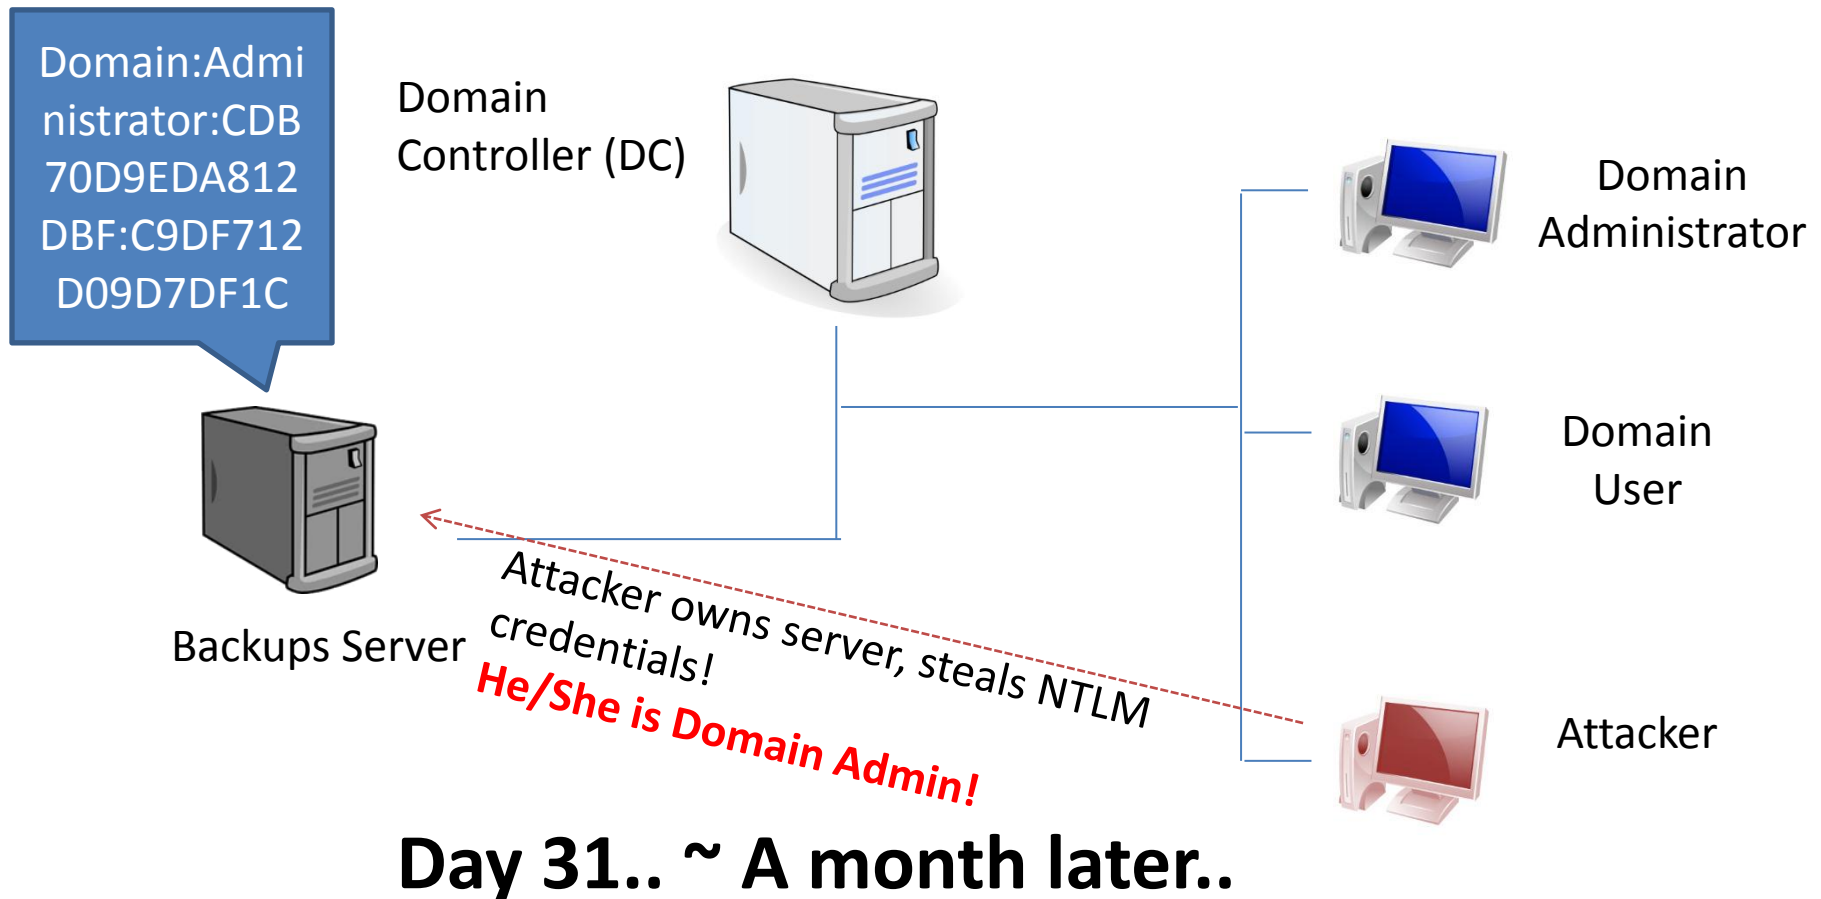 Domain:Admi
nistrator:CDB
70D9EDA812
DBF:C9DF712
D09D7DF1C
Domain
Controller (DC)
Domain
Administrator
Domain
User
Backups Server
Attacker owns server, steals NTLM
credentials!
He/She is Domain Admin!
Attacker
Day 31.. ~ A month later..